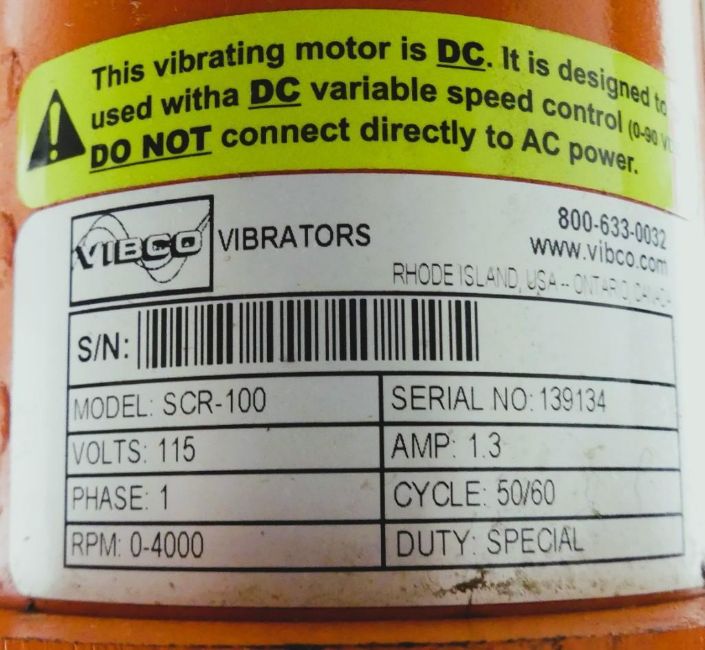 This vibrating motor is DC. It is designed to
used witha DC variable speed control (0-90 V
DO NOT connect directly to AC power.
VIBCO VIBRATORS
800-633-0032
www.vibco.com
RHODE ISLAND, USA -- ONTARIO, CANADA
S/N:
MODEL: SCR-100 SERIAL NO: 139134
VOLTS: 115 AMP: 1.3
PHASE: 1 CYCLE: 50/60
RPM: 0-4000 DUTY: SPECIAL